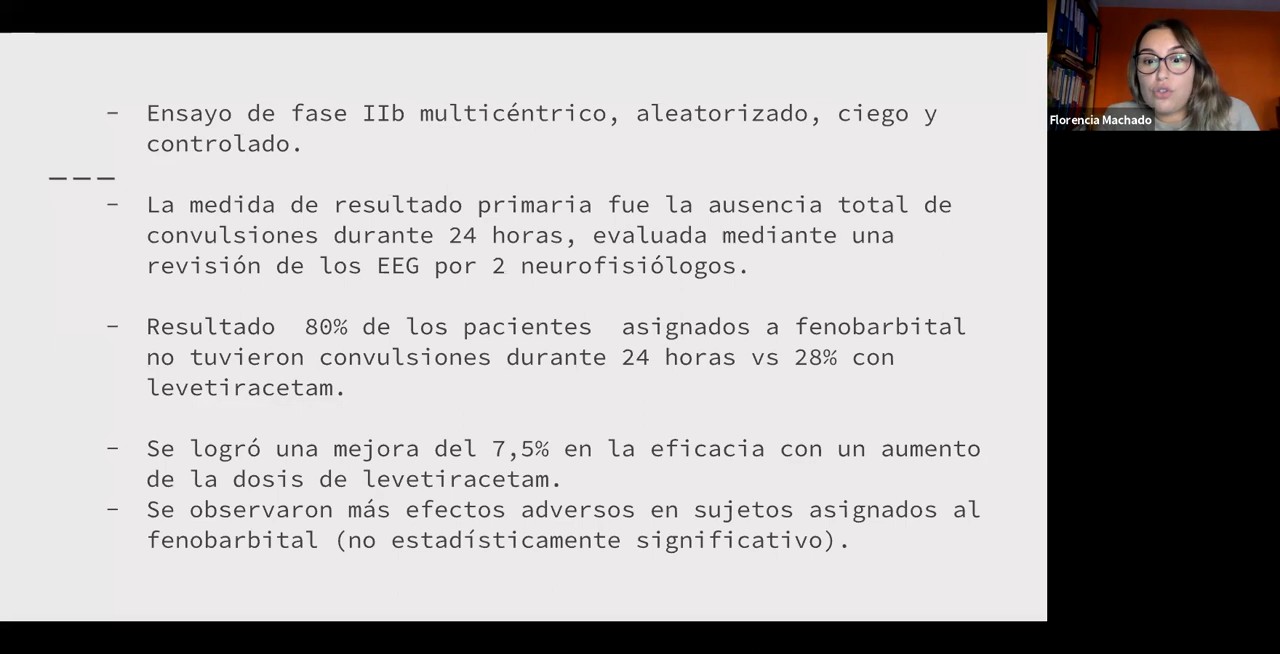 - Ensayo de fase IIb multicéntrico, aleatorizado, ciego y
controlado.
- La medida de resultado primaria fue la ausencia total de
convulsiones durante 24 horas, evaluada mediante una
revisión de los EEG por 2 neurofisiólogos.
- Resultado  80% de los pacientes  asignados a fenobarbital
no tuvieron convulsiones durante 24 horas vs 28% con
levetiracetam.
- Se logró una mejora del 7,5% en la eficacia con un aumento
de la dosis de levetiracetam.
- Se observaron más efectos adversos en sujetos asignados al
fenobarbital (no estadísticamente significativo).
Florencia Machado